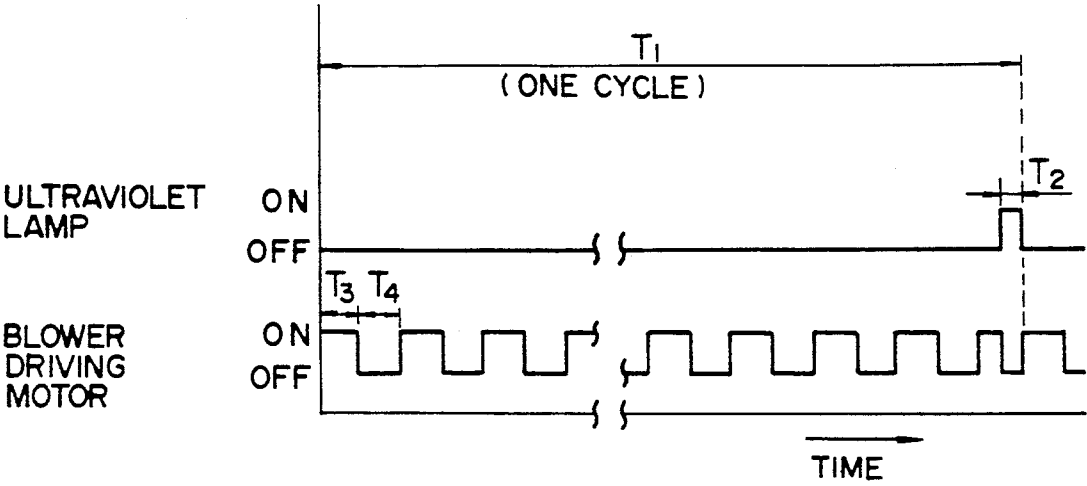 T1
(ONE CYCLE)
T2
ULTRAVIOLET
LAMP
ON
OFF
T3 T4
BLOWER
DRIVING
MOTOR
ON
OFF
TIME